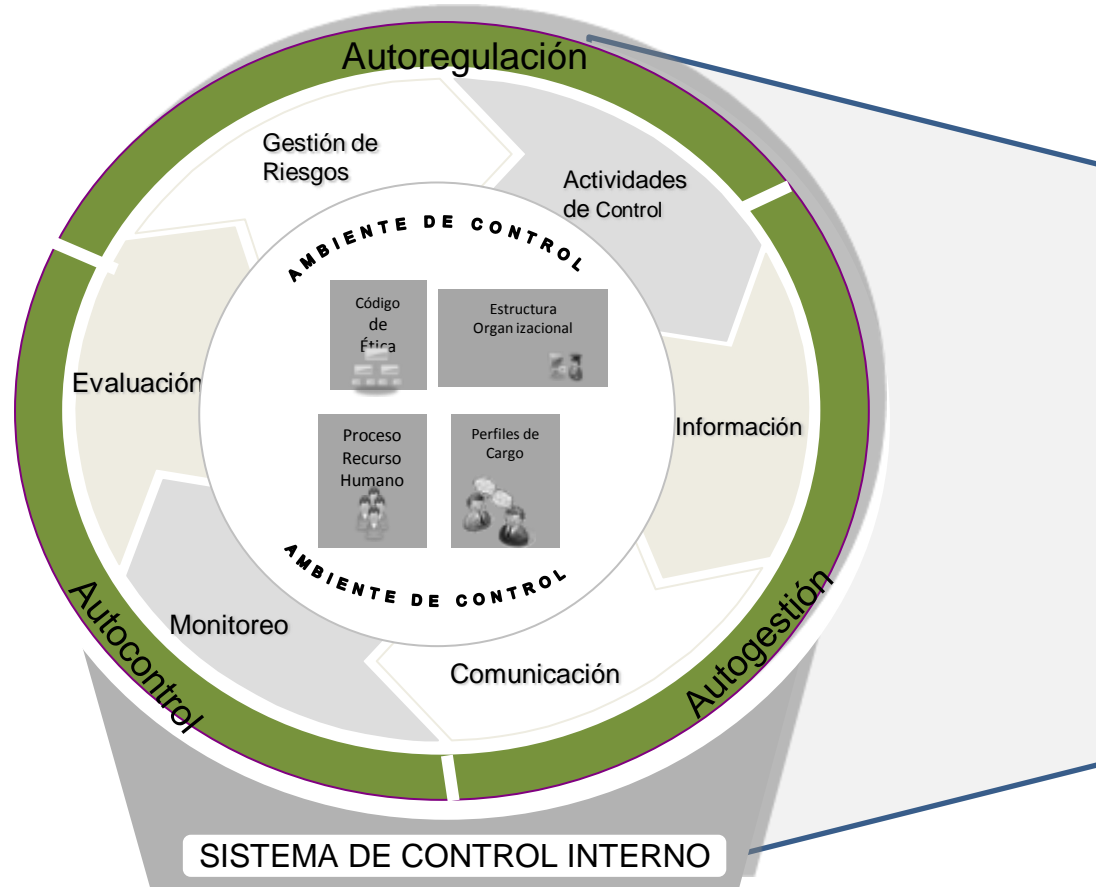 Autoregulación
Gestión de
Riesgos
Actividades
de Control
AMBIENTE DE CONTROL
Código
de
Ética
Estructura
Organ izacional
Evaluación
Información
Proceso
Recurso
Humano
Perfiles de
Cargo
AMBIENTE DE CONTROL
Autocontrol
Monitoreo
Comunicación
Autogestión
SISTEMA DE CONTROL INTERNO